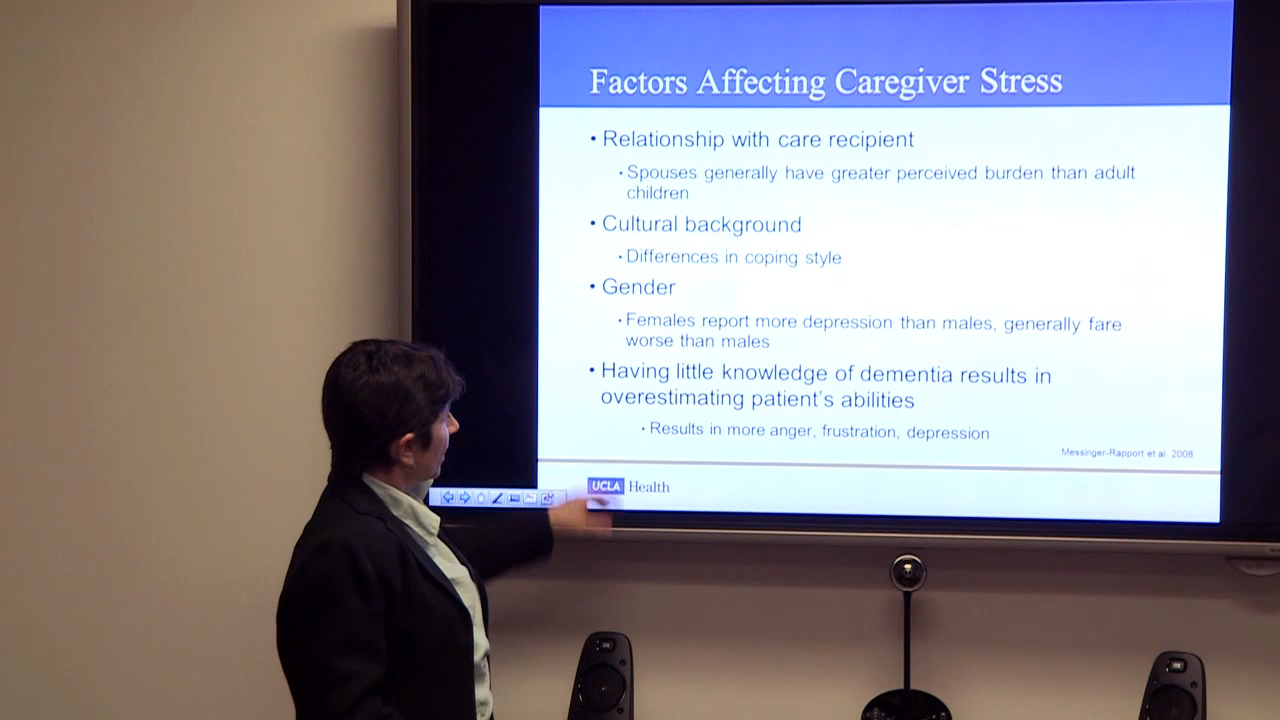 Factors Affecting Caregiver Stress
• Relationship with care recipient
• Spouses generally have greater perceived burden than adult
children
• Cultural background
• Differences in coping style
• Gender
• Females report more depression than males, generally fare
worse than males
• Having little knowledge of dementia results in
overestimating patient's abilities
• Results in more anger, frustration, depression
Messinger-Rapport et al 2008
UCLA Health